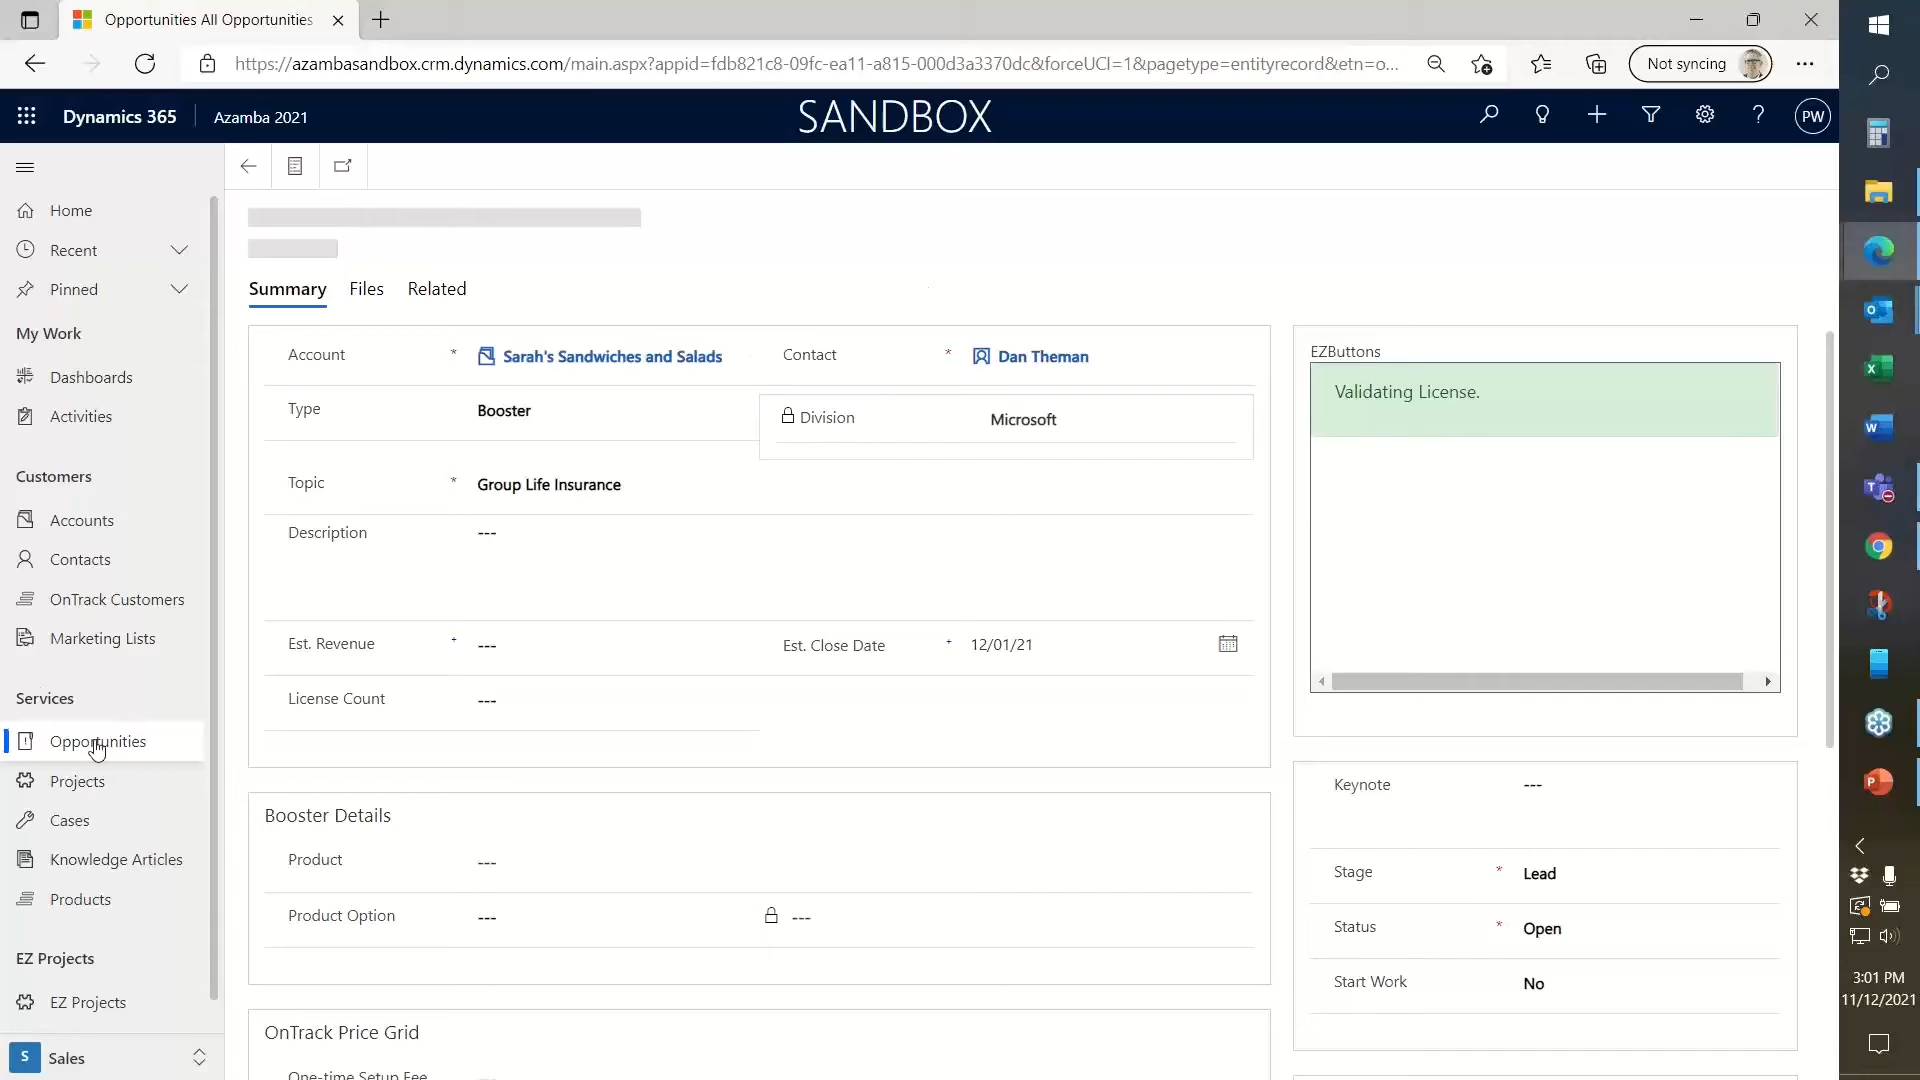 Opportunities All Opportunities
https://azambasandbox.crm.dynamics.com/main.aspx?appid=fdb821c8-09fc-ea11-a815-000d3a3370dc&forceUCI=1&pagetype=entityrecord&etn=o...
Not syncing
Dynamics 365
Azamba 2021
SANDBOX
PW
Home
Recent
Pinned
My Work
Dashboards
Activities
Customers
Accounts
Contacts
OnTrack Customers
Marketing Lists
Services
Opportunities
Projects
Cases
Knowledge Articles
Products
EZ Projects
EZ Projects
S Sales
Summary Files Related
Account * Sarah's Sandwiches and Salads
Contact * Dan Theman
Type Booster
Division Microsoft
Topic * Group Life Insurance
Description ---
Est. Revenue + ---
Est. Close Date + 12/01/21
License Count ---
Booster Details
Product ---
Product Option --- ---
OnTrack Price Grid
One-time Setup Fee
EZButtons
Validating License.
Keynote ---
Stage * Lead
Status * Open
Start Work No
3:01 PM
11/12/2021